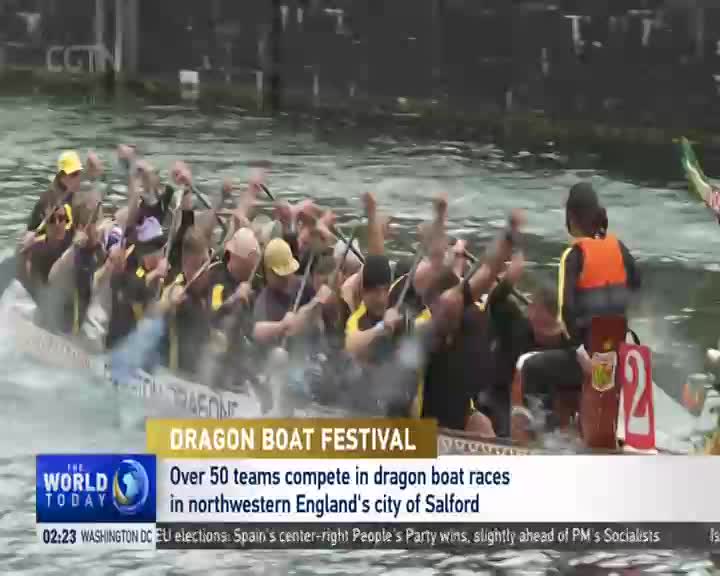 CGTN
2
DRAGONS
DRAGON BOAT FESTIVAL
Over 50 teams compete in dragon boat races
in northwestern England's city of Salford
THE
WORLD
TODAY
02:23 WASHINGTON DC
EU elections: Spain's center-right People's Party wins, slightly ahead of PM's Socialists